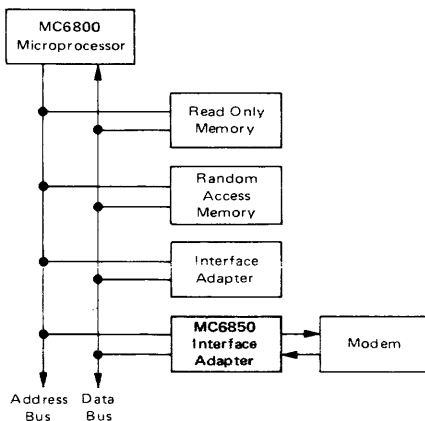 MC6800
Microprocessor
Read Only
Memory
Random
Access
Memory
Interface
Adapter
MC6850
Interface
Adapter
Modem
Address
Bus
Data
Bus